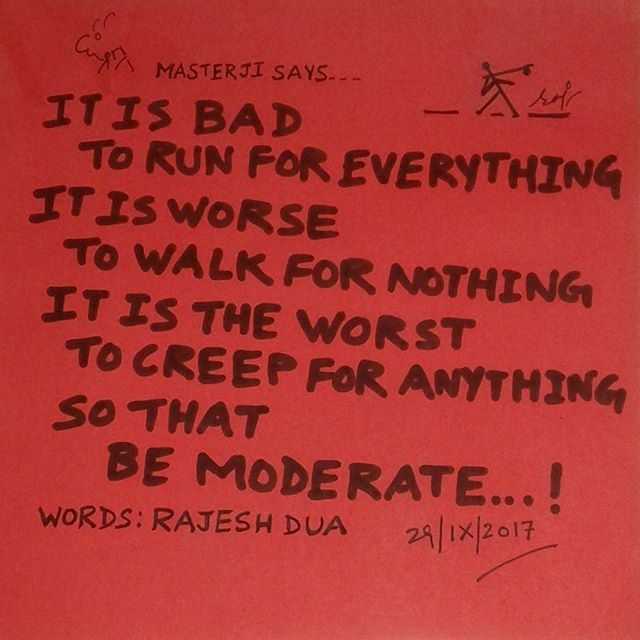 MASTERJI SAYS---
IT IS BAD
TO RUN FOR EVERYTHING
IT IS WORSE
TO WALK FOR NOTHING
IT IS THE WORST
TO CREEP FOR ANYTHING
SO THAT
BE MODERATE...!
WORDS: RAJESH DUA
29/IX/2017